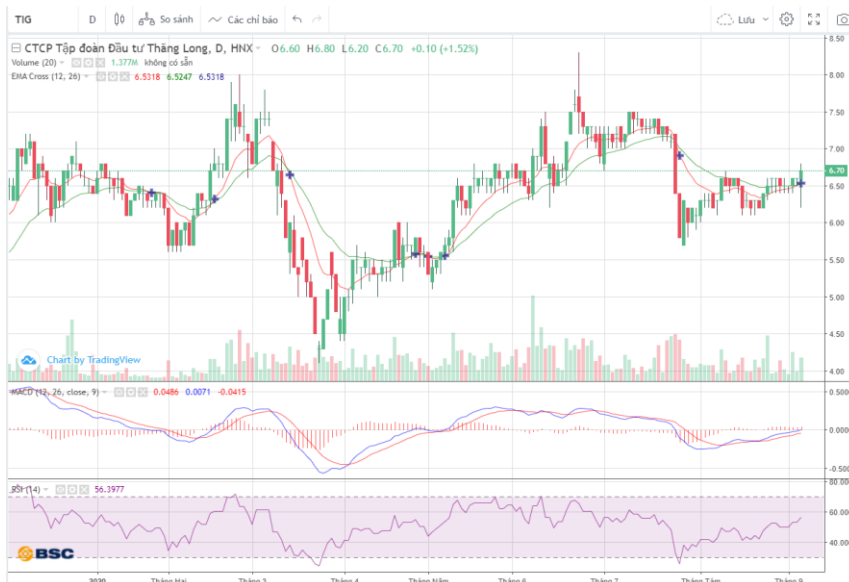 TIG D So sánh Các chỉ báo Lưu
CTCP Tập đoàn Đầu tư Thăng Long, D, HNX O6.60 H6.80 L6.20 C6.70 +0.10 (+1.52%)
Volume (20) 1.377M không có sẵn
EMA Cross (12, 26) 6.5318 6.5247 6.5318
8.50
8.00
7.50
7.00
6.70
6.50
6.00
5.50
5.00
4.50
4.00
Chart by TradingView
MACD (12, 26, close, 9) 0.0486 0.0071 -0.0415
0.500
0.000
-0.500
RSI (14) 56.3977
80.00
60.00
40.00
BSC
2020 Tháng Hai Tháng 3 Tháng 4 Tháng Năm Tháng 6 Tháng 7 Tháng Tám Tháng 9